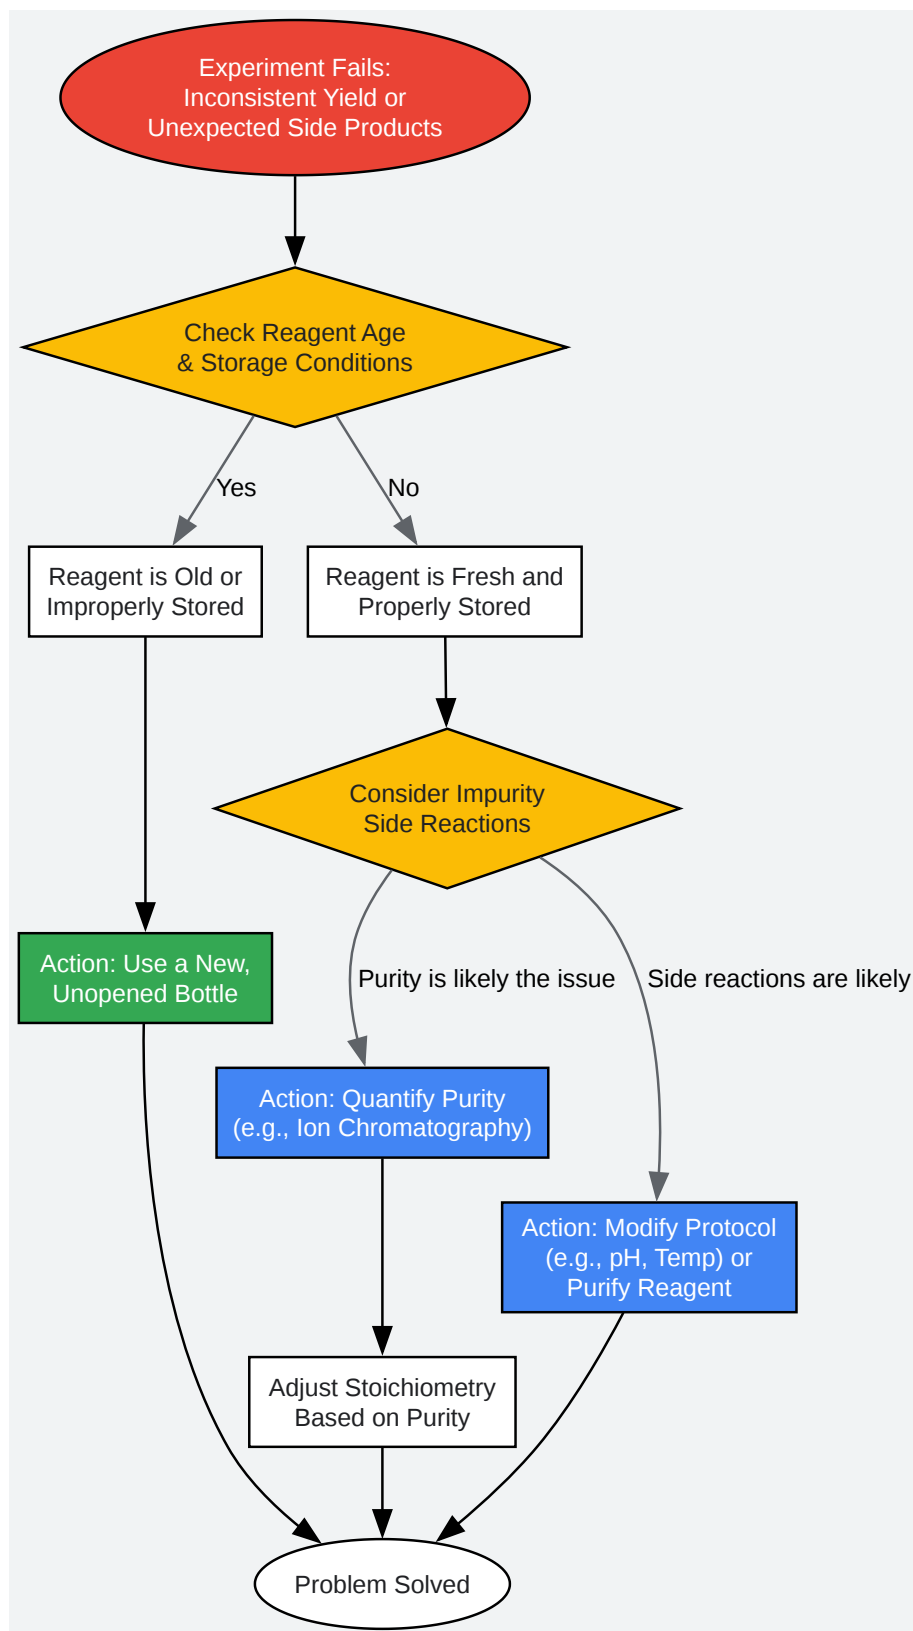 Experiment Fails:
Inconsistent Yield or
Unexpected Side Products
Check Reagent Age
& Storage Conditions
Yes
No
Reagent is Old or
Improperly Stored
Reagent is Fresh and
Properly Stored
Consider Impurity
Side Reactions
Action: Use a New,
Unopened Bottle
Purity is likely the issue
Side reactions are likely
Action: Quantify Purity
(e.g., Ion Chromatography)
Action: Modify Protocol
(e.g., pH, Temp) or
Purify Reagent
Adjust Stoichiometry
Based on Purity
Problem Solved